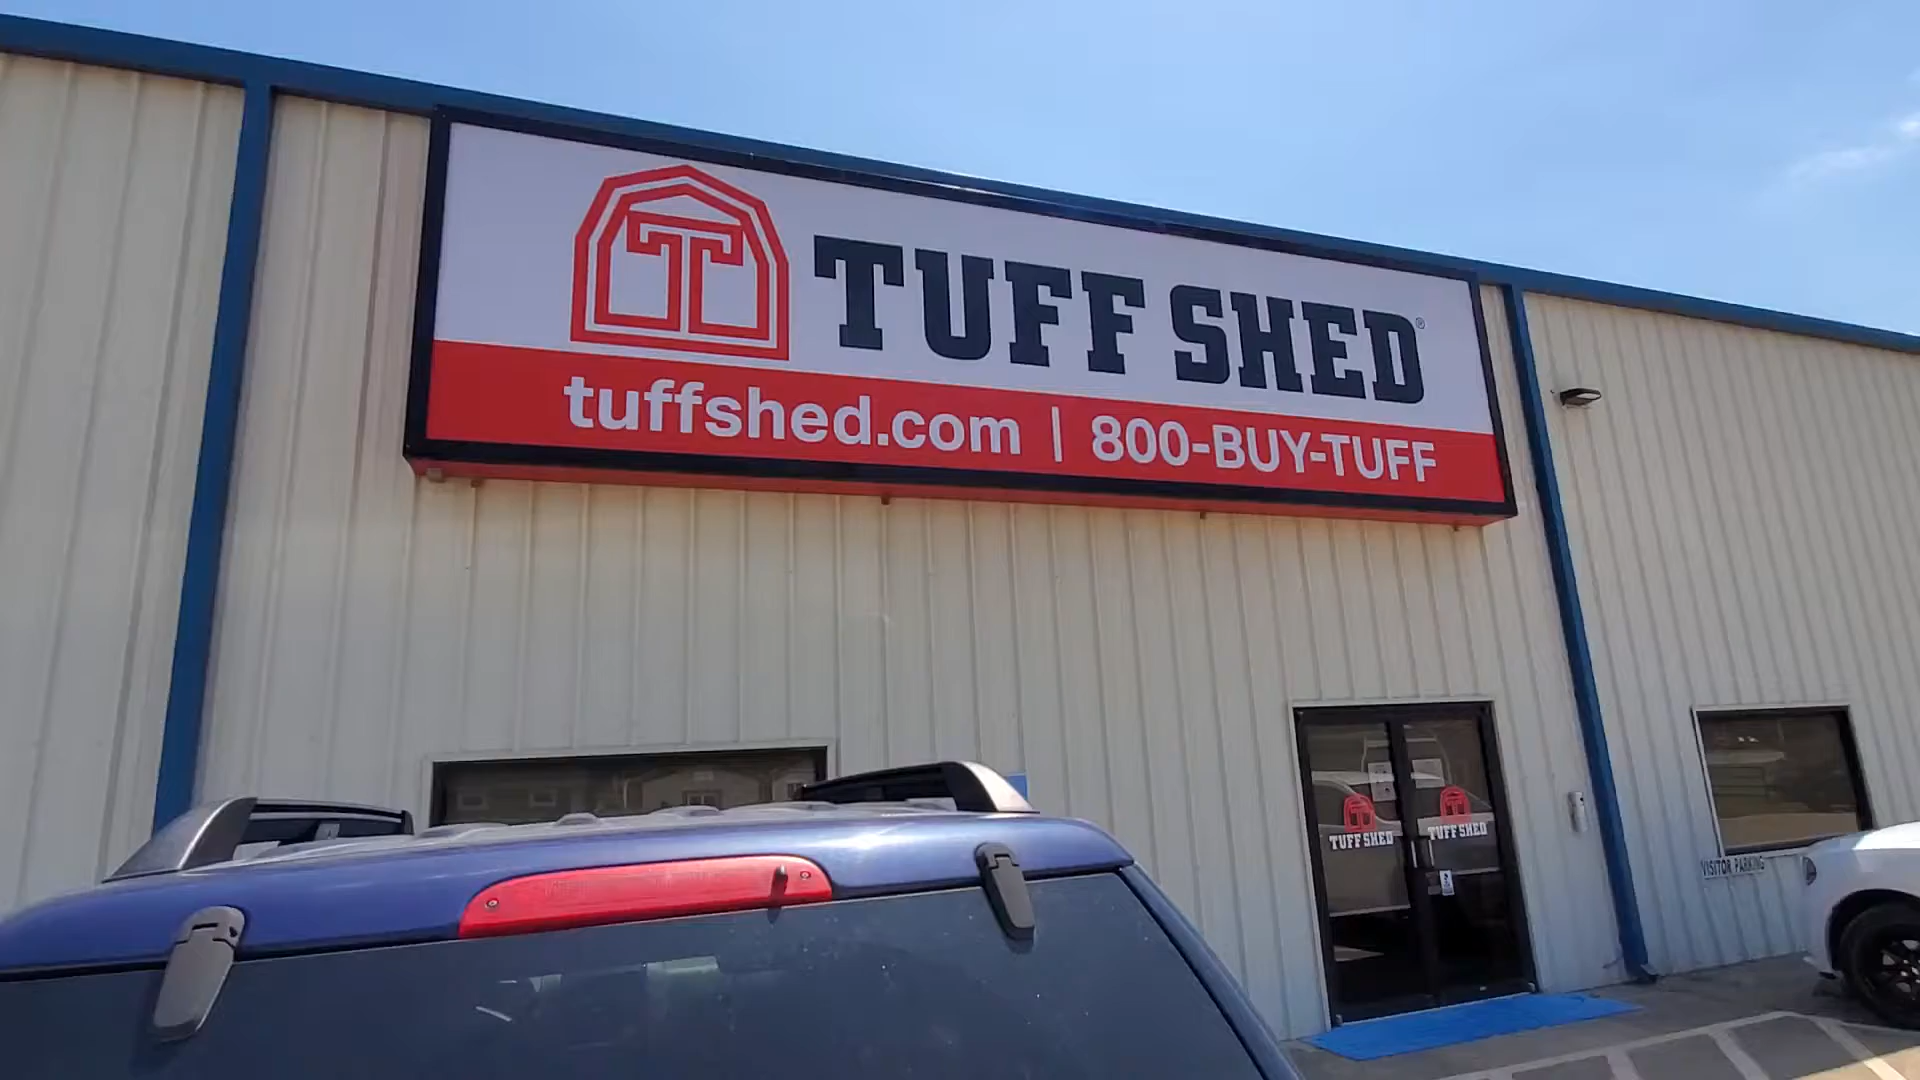 TUFF SHED®
tuffshed.com | 800-BUY-TUFF
TUFF SHED
TUFF SHED
VISITOR PARKING